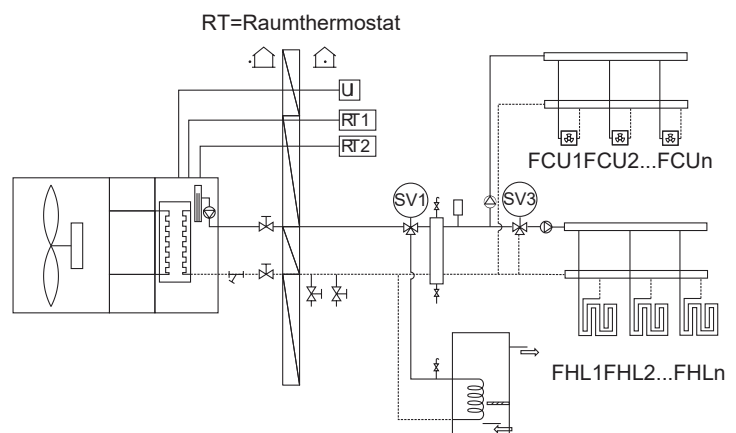 RT=Raumthermostat
U
RT1
RT2
SV1
SV3
FCU1FCU2...FCUn
FHL1FHL2...FHLn